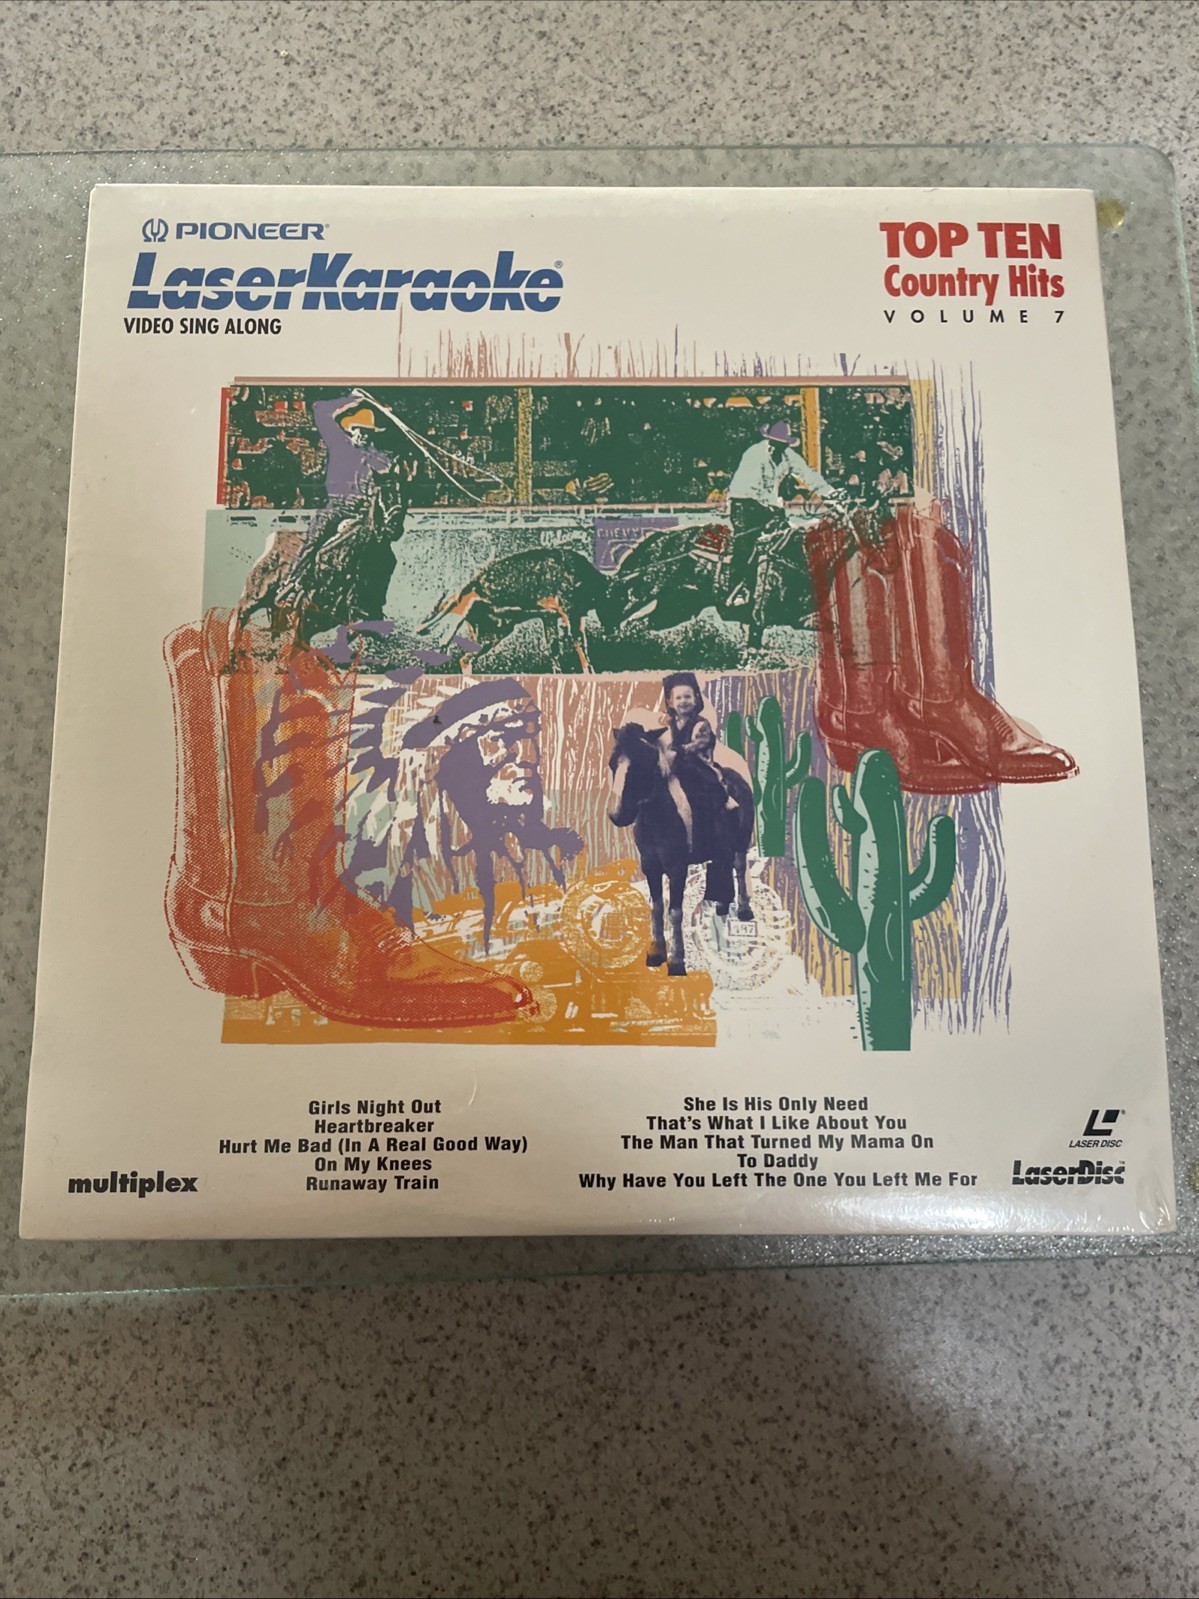 PIONEER®
LaserKaraoke®
VIDEO SING ALONG
TOP TEN
Country Hits
VOLUME 7
CHEVY
197
Girls Night Out
Heartbreaker
Hurt Me Bad (In A Real Good Way)
On My Knees
Runaway Train
She Is His Only Need
That's What I Like About You
The Man That Turned My Mama On
To Daddy
Why Have You Left The One You Left Me For
multiplex
L®
LASER DISC
LaserDisc™